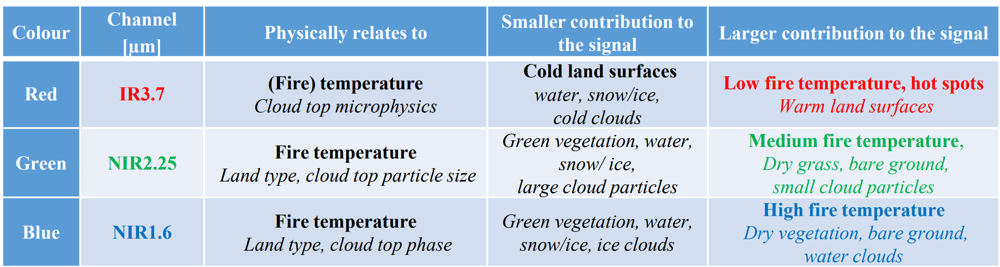 Colour
Channel
[μm]
Physically relates to
Smaller contribution to
the signal
Larger contribution to the signal
Red
IR3.7
(Fire) temperature
Cloud top microphysics
Cold land surfaces
water, snow/ice,
cold clouds
Low fire temperature, hot spots
Warm land surfaces
Green
NIR2.25
Fire temperature
Land type, cloud top particle size
Green vegetation, water,
snow/ ice,
large cloud particles
Medium fire temperature,
Dry grass, bare ground,
small cloud particles
Blue
NIR1.6
Fire temperature
Land type, cloud top phase
Green vegetation, water,
snow/ice, ice clouds
High fire temperature
Dry vegetation, bare ground,
water clouds